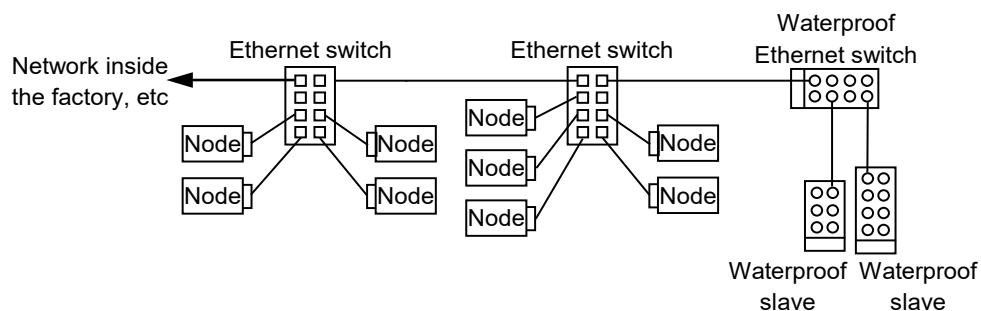 Waterproof
Ethernet switch
Ethernet switch
Ethernet switch
Network inside
the factory, etc
Node
Node
Node
Node
Node
Node
Node
Node
Node
Waterproof
slave
Waterproof
slave